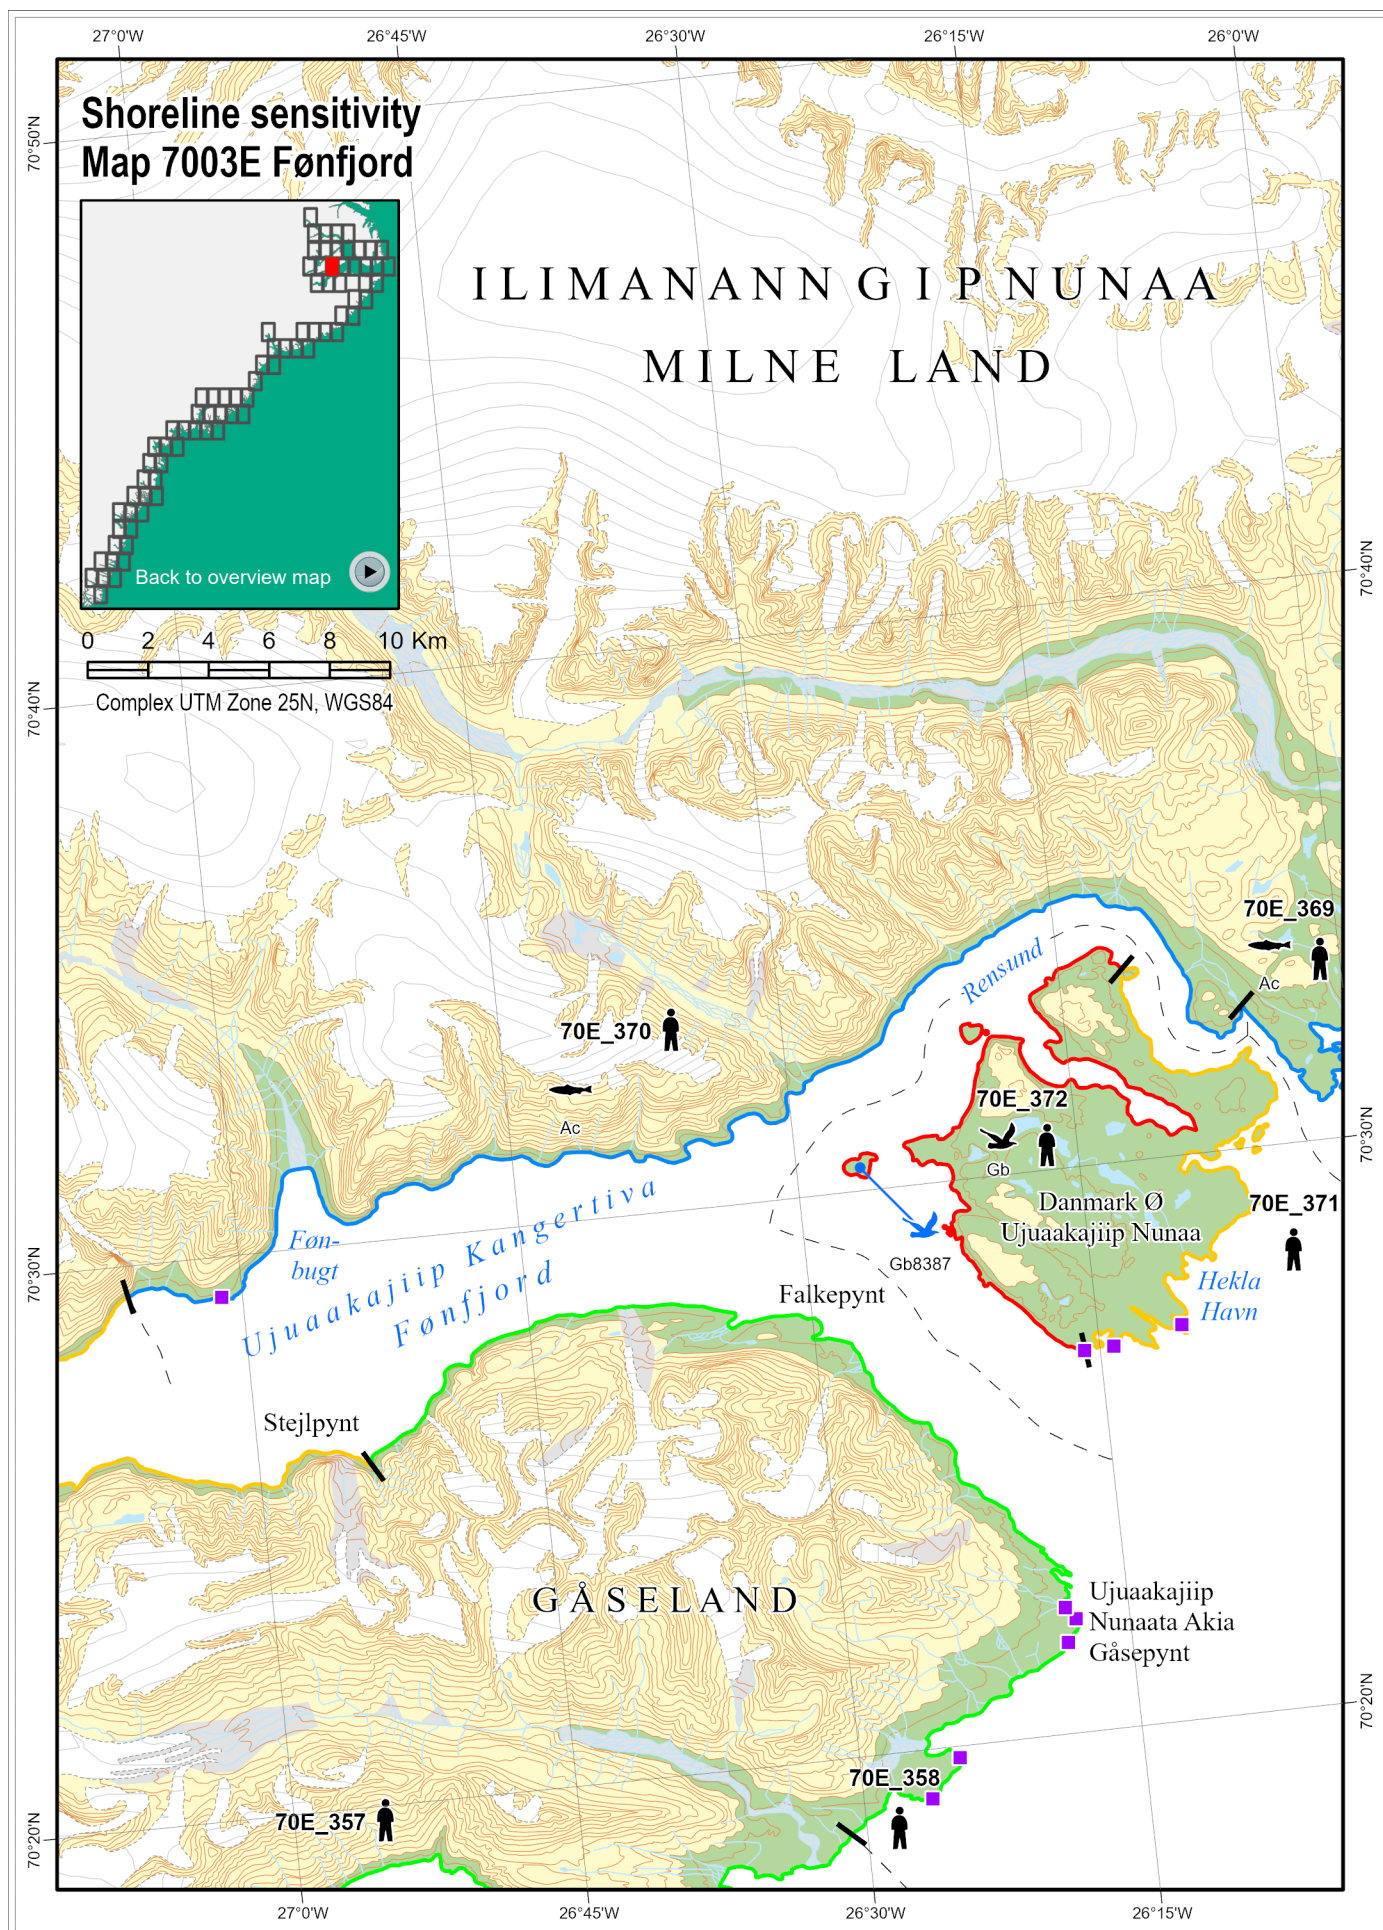 27°0'W 26°45'W 26°30'W 26°15'W 26°0'W
Shoreline sensitivity
Map 7003E Fønfjord
70°50'N
ILIMANANNGIP NUNAA
MILNE LAND
Back to overview map
70°40'N
0 2 4 6 8 10 Km
Complex UTM Zone 25N, WGS84
70°40'N
70E_369
Ac
Rensund
70E_370
Ac
70E_372
Gb
70°30'N
Danmark Ø
Ujuaakajiip Nunaa
70E_371
Gb8387
Føn-
bugt
Ujuaakajiip Kangertiva
Fønfjord
70°30'N
Falkepynt
Hekla
Havn
Stejlpynt
GÅSELAND
Ujuaakajiip
Nunaata Akia
Gåsepynt
70°20'N
70E_358
70E_357
70°20'N
27°0'W 26°45'W 26°30'W 26°15'W